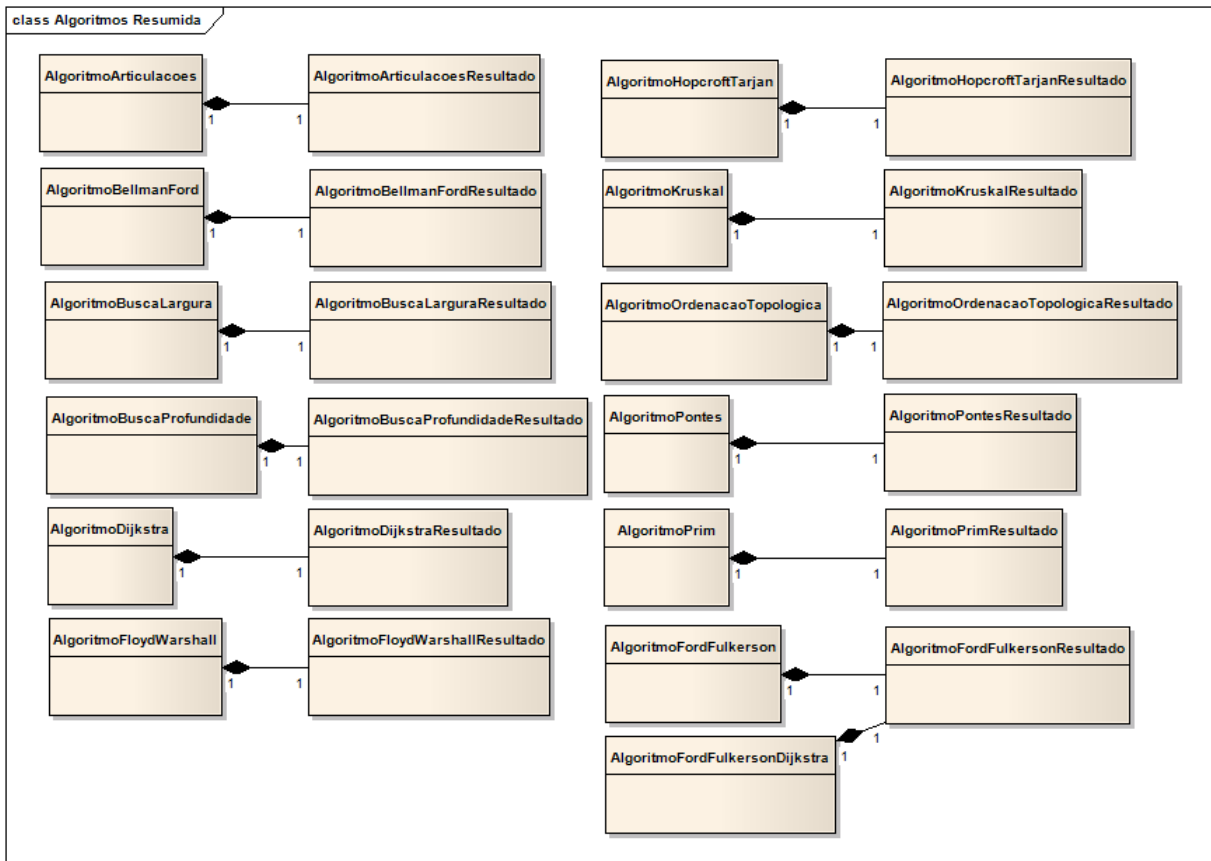 class Algoritmos Resumida
AlgoritmoArticulacoes
AlgoritmoArticulacoesResultado
1
1
AlgoritmoBellmanFord
AlgoritmoBellmanFordResultado
1
1
AlgoritmoBuscaLargura
AlgoritmoBuscaLarguraResultado
1
1
AlgoritmoBuscaProfundidade
AlgoritmoBuscaProfundidadeResultado
1
1
AlgoritmoDijkstra
AlgoritmoDijkstraResultado
1
1
AlgoritmoFloydWarshall
AlgoritmoFloydWarshallResultado
1
1
AlgoritmoHopcroftTarjan
AlgoritmoHopcroftTarjanResultado
1
1
AlgoritmoKruskal
AlgoritmoKruskalResultado
1
1
AlgoritmoOrdenacaoTopologica
AlgoritmoOrdenacaoTopologicaResultado
1
1
AlgoritmoPontes
AlgoritmoPontesResultado
1
1
AlgoritmoPrim
AlgoritmoPrimResultado
1
1
AlgoritmoFordFulkerson
AlgoritmoFordFulkersonResultado
1
1
AlgoritmoFordFulkersonDijkstra
1
1